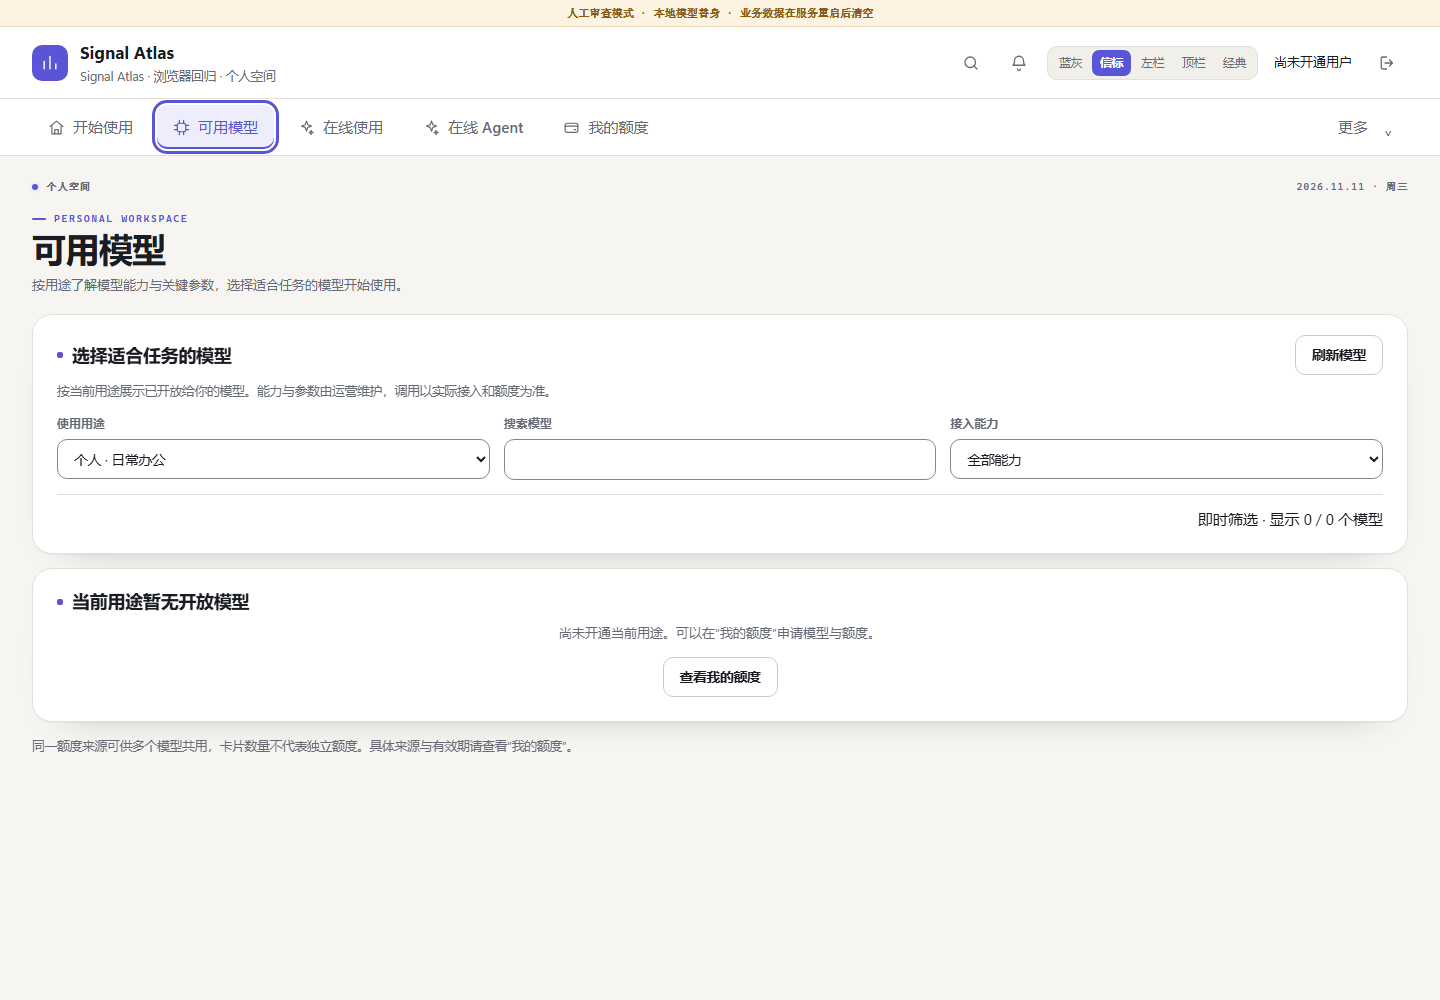 人工审查模式 · 本地模型替身 · 业务数据在服务重启后清空
Signal Atlas
Signal Atlas · 浏览器回归 · 个人空间
蓝灰 信标 左栏 顶栏 经典
尚未开通用户
开始使用
可用模型
在线使用
在线 Agent
我的额度
更多
个人空间
2026.11.11 · 周三
PERSONAL WORKSPACE
可用模型
按用途了解模型能力与关键参数，选择适合任务的模型开始使用。
选择适合任务的模型
刷新模型
按当前用途展示已开放给你的模型。能力与参数由运营维护，调用以实际接入和额度为准。
使用用途
搜索模型
接入能力
个人 · 日常办公
全部能力
即时筛选 · 显示 0 / 0 个模型
当前用途暂无开放模型
尚未开通当前用途。可以在“我的额度”申请模型与额度。
查看我的额度
同一额度来源可供多个模型共用，卡片数量不代表独立额度。具体来源与有效期请查看“我的额度”。